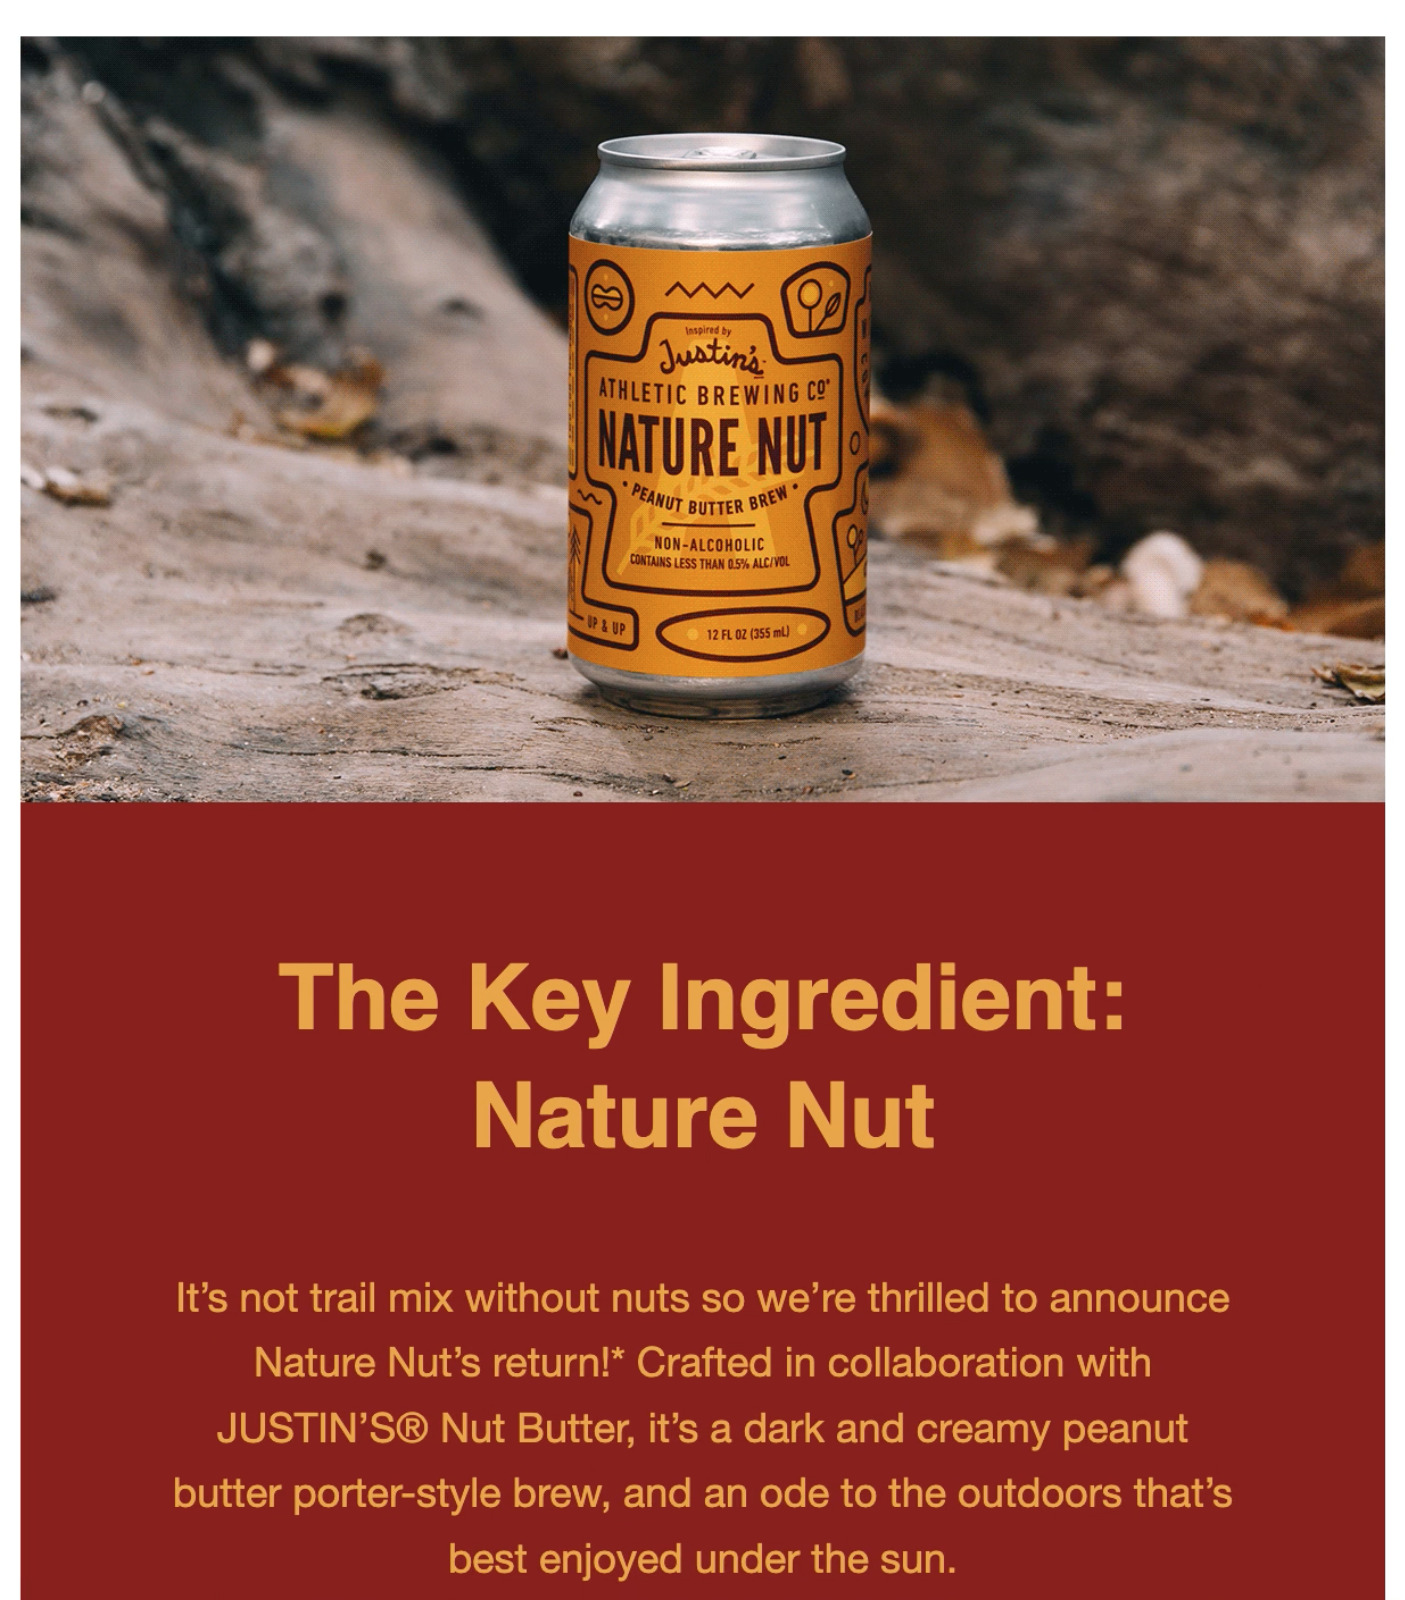 Inspired by
Justin's
ATHLETIC BREWING Cº
NATURE NUT
• PEANUT BUTTER BREW •
NON-ALCOHOLIC
CONTAINS LESS THAN 0.5% ALC/VOL
UP & UP
12 FL OZ (355 mL)
The Key Ingredient:
Nature Nut
It’s not trail mix without nuts so we’re thrilled to announce
Nature Nut’s return!* Crafted in collaboration with
JUSTIN’S® Nut Butter, it’s a dark and creamy peanut
butter porter-style brew, and an ode to the outdoors that’s
best enjoyed under the sun.